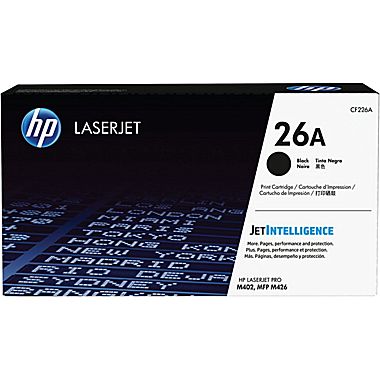 CF226A
hp
LASERJET
26A
Black
Noire
Tinta Negra
黑色
Print Cartridge / Cartouche d'Impression /
Cartucho de Impresión / 打印硒鼓
JETINTELLIGENCE
More. Pages, performance and protection.
Plus. Pages, performance et protection.
Más. Páginas, desempeño y protección.
HP LASERJET PRO
M402, MFP M426